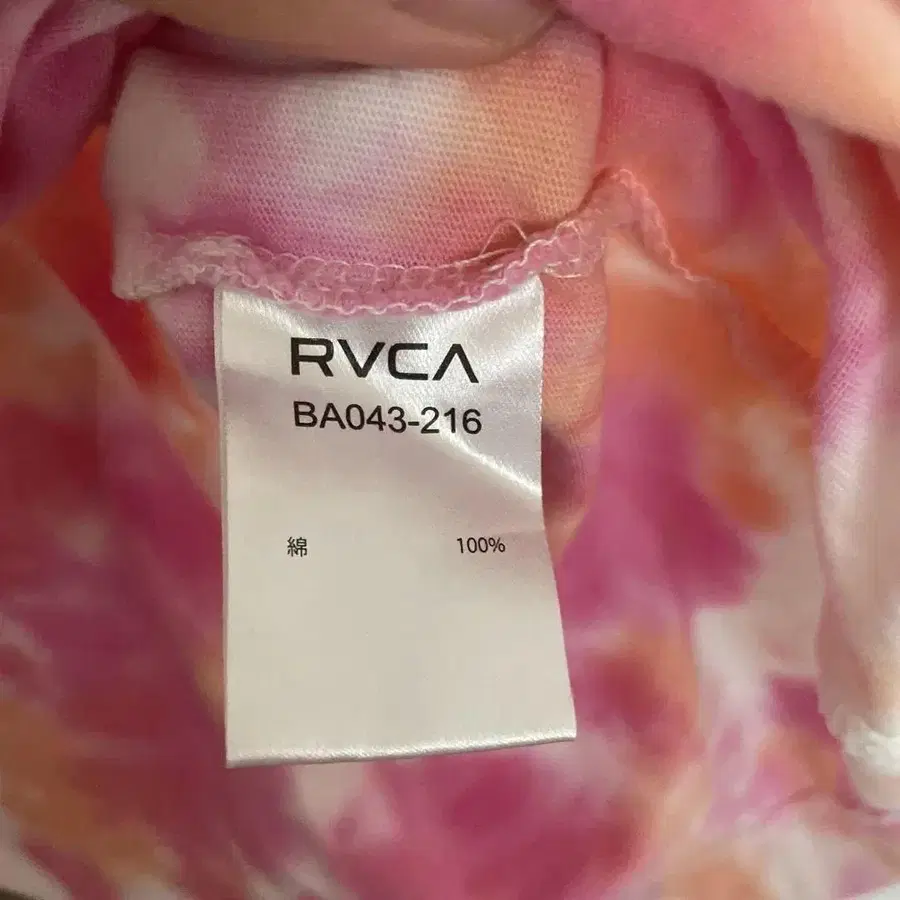 RVCA
BA043-216
綿 100%